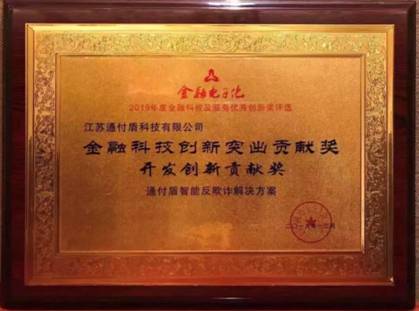 金融电子化
2019年度金融科技及服务优秀创新奖评选
江苏通付盾科技有限公司
金融科技创新突出贡献奖
开发创新贡献奖
通付盾智能反欺诈解决方案